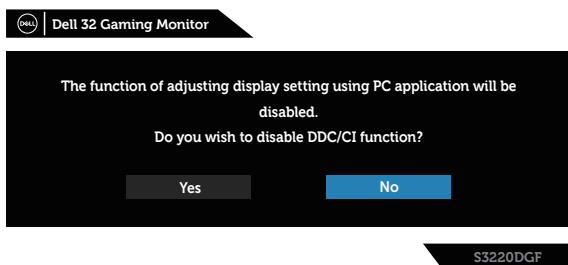 DELL
Dell 32 Gaming Monitor
The function of adjusting display setting using PC application will be
disabled.
Do you wish to disable DDC/CI function?
Yes
No
S3220DGF